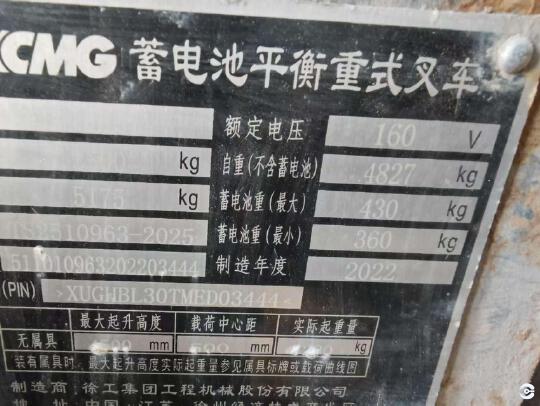 XCMG 蓄电池平衡重式叉车
额定电压 160 V
kg 自重(不含蓄电池) 4827 kg
5175 kg 蓄电池重(最大) 430 kg
510963-2025 蓄电池重(最小) 360 kg
511010963202203444 制造年度 2022
(PIN) >XUGHBL30TMED03444<
最大起升高度 载荷中心距 实际起重量
无属具 mm mm kg
装有属具时,最大起升高度实际起重量参见属具标牌或载荷曲线图
制造商:徐工集团工程机械股份有限公司